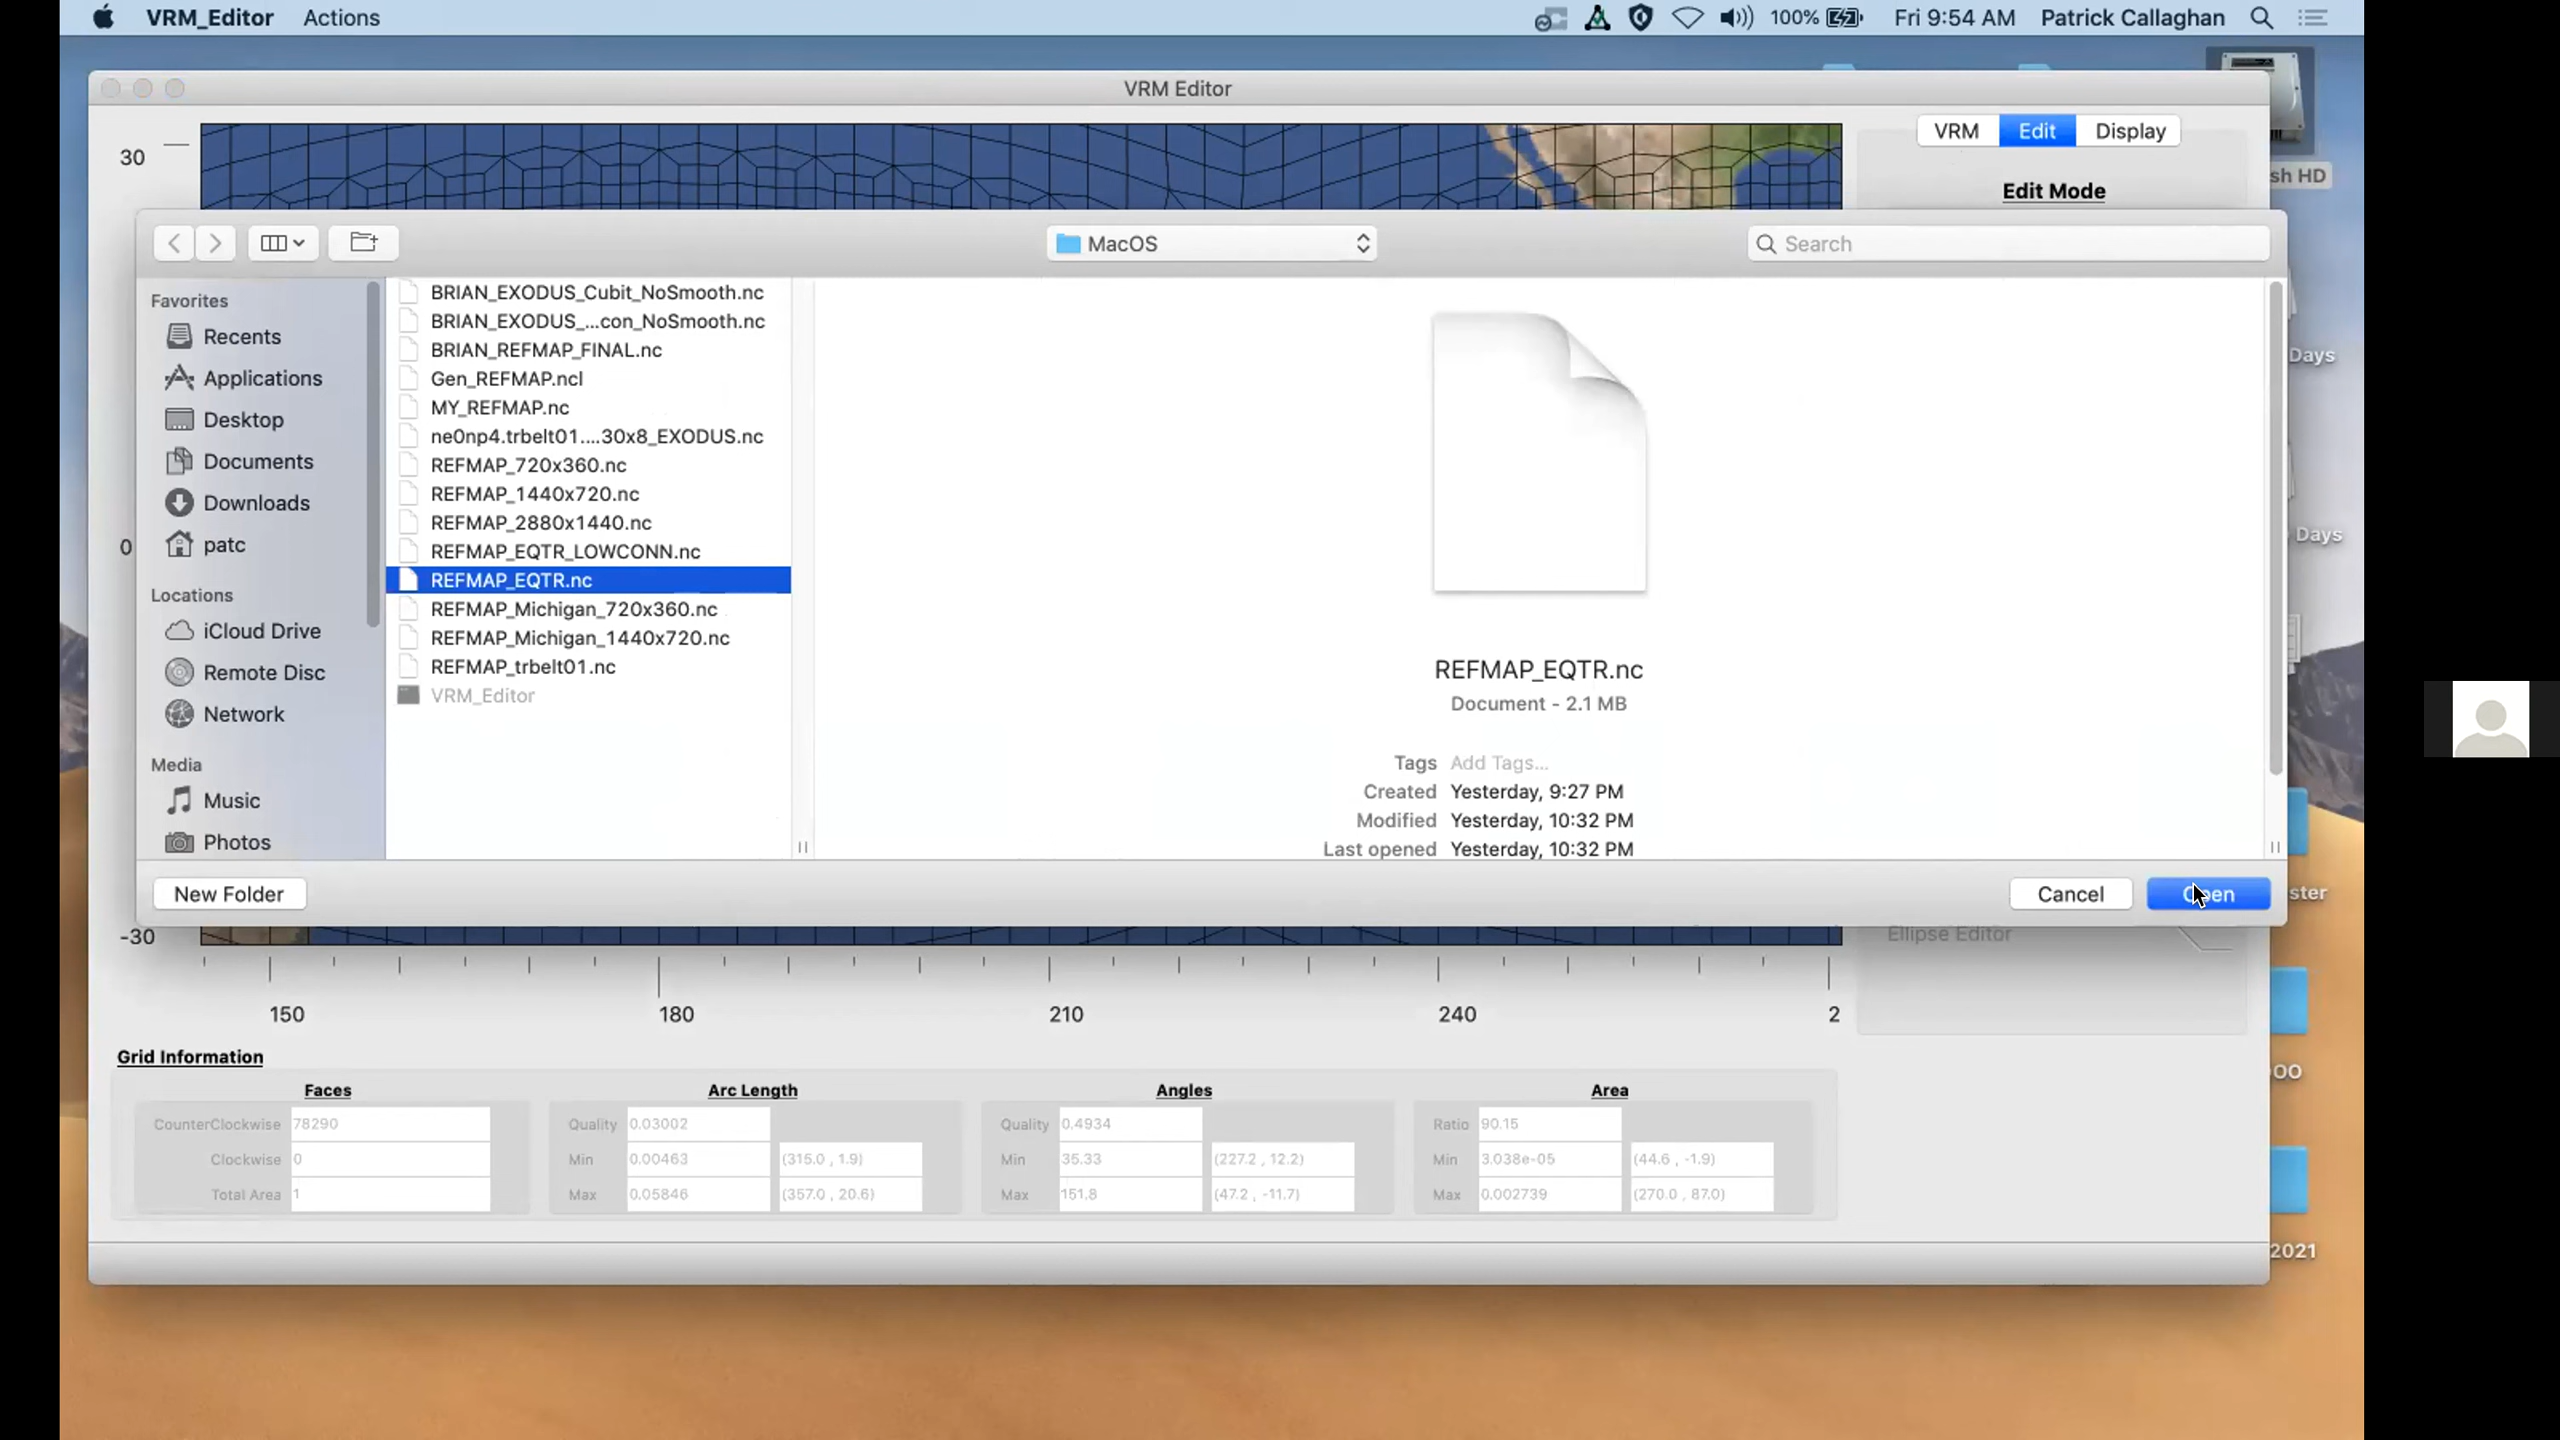 VRM_Editor Actions 100% Fri 9:54 AM Patrick Callaghan
VRM Editor
30
VRM Edit Display
sh HD
Edit Mode
MacOS
Search
Favorites
Recents
Applications
Desktop
Documents
Downloads
patc
Locations
iCloud Drive
Remote Disc
Network
Media
Music
Photos
BRIAN_EXODUS_Cubit_NoSmooth.nc
BRIAN_EXODUS_...con_NoSmooth.nc
BRIAN_REFMAP_FINAL.nc
Gen_REFMAP.ncl
MY_REFMAP.nc
ne0np4.trbelt01....30x8_EXODUS.nc
REFMAP_720x360.nc
REFMAP_1440x720.nc
REFMAP_2880x1440.nc
REFMAP_EQTR_LOWCONN.nc
REFMAP_EQTR.nc
REFMAP_Michigan_720x360.nc
REFMAP_Michigan_1440x720.nc
REFMAP_trbelt01.nc
VRM_Editor
REFMAP_EQTR.nc
Document - 2.1 MB
Tags Add Tags...
Created Yesterday, 9:27 PM
Modified Yesterday, 10:32 PM
Last opened Yesterday, 10:32 PM
Days
0
Days
New Folder Cancel Open
ster
-30
Ellipse Editor
150 180 210 240 2
Grid Information
Faces
CounterClockwise 78290
Clockwise 0
Total Area 1
Arc Length
Quality 0.03002
Min 0.00463 (315.0 , 1.9)
Max 0.05846 (357.0 , 20.6)
Angles
Quality 0.4934
Min 35.33 (227.2 , 12.2)
Max 151.8 (47.2 , -11.7)
Area
Ratio 90.15
Min 3.038e-05 (44.6 , -1.9)
Max 0.002739 (270.0 , 87.0)
OO
2021